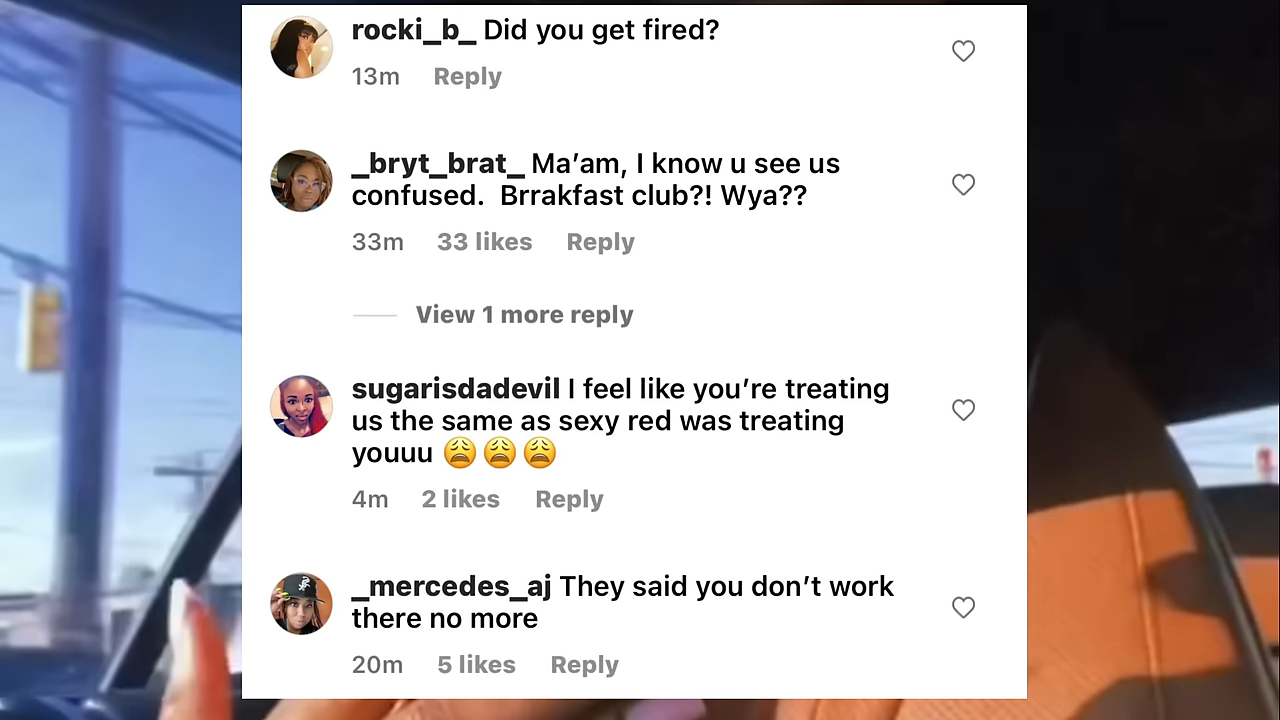 rocki_b_ Did you get fired?
13m Reply
_bryt_brat_ Ma’am, I know u see us
confused.  Brrakfast club?! Wya??
33m 33 likes Reply
View 1 more reply
sugarisdadevil I feel like you’re treating
us the same as sexy red was treating
youuu 😩😩😩
4m 2 likes Reply
_mercedes_aj They said you don’t work
there no more
20m 5 likes Reply